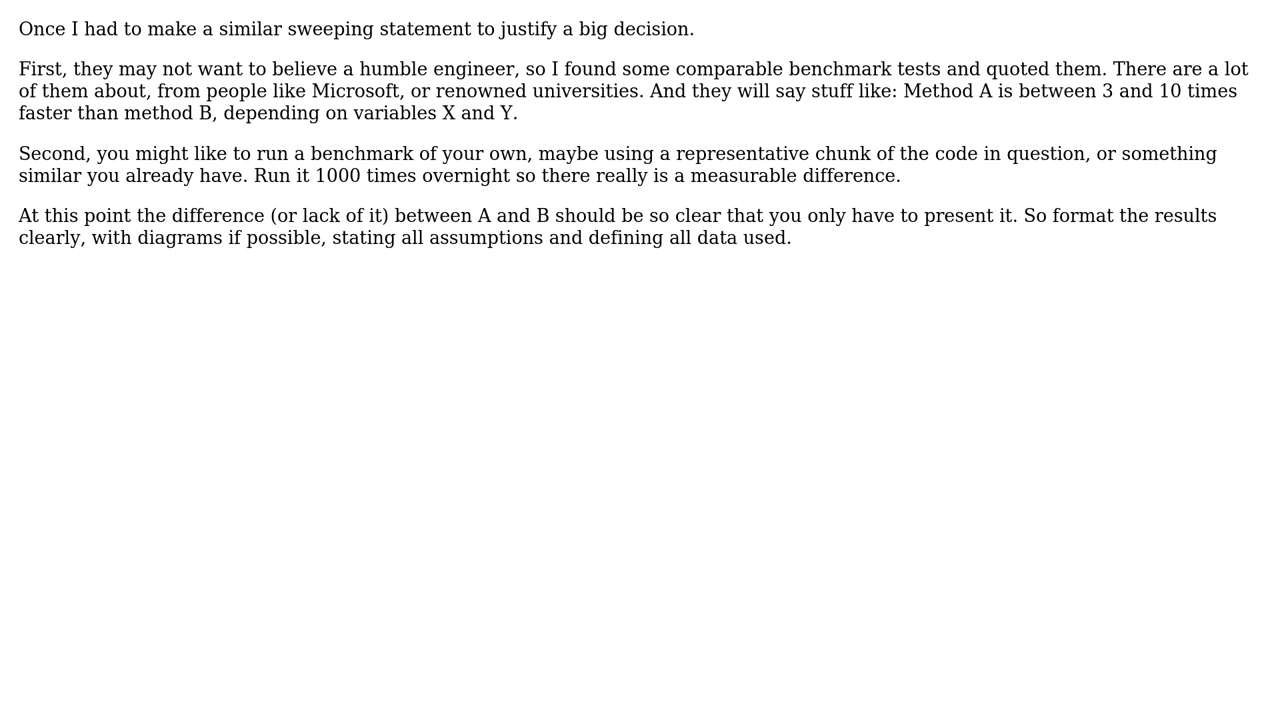 Once I had to make a similar sweeping statement to justify a big decision.
First, they may not want to believe a humble engineer, so I found some comparable benchmark tests and quoted them. There are a lot
of them about, from people like Microsoft, or renowned universities. And they will say stuff like: Method A is between 3 and 10 times
faster than method B, depending on variables X and Y.
Second, you might like to run a benchmark of your own, maybe using a representative chunk of the code in question, or something
similar you already have. Run it 1000 times overnight so there really is a measurable difference.
At this point the difference (or lack of it) between A and B should be so clear that you only have to present it. So format the results
clearly, with diagrams if possible, stating all assumptions and defining all data used.